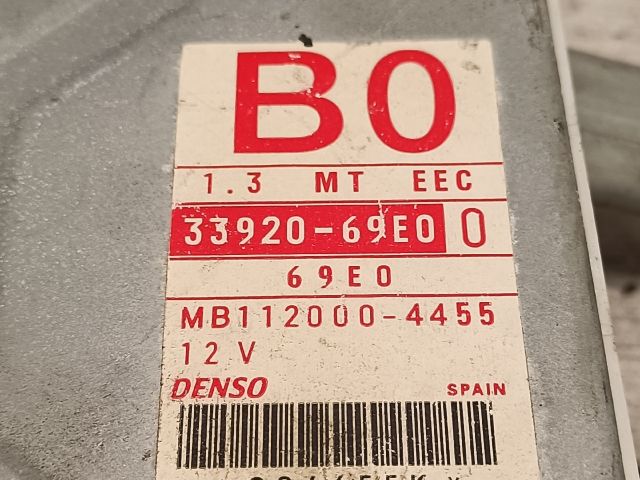 B0
1.3 MT EEC
33920-69E0 0
69E0
MB112000-4455
12V
DENSO SPAIN